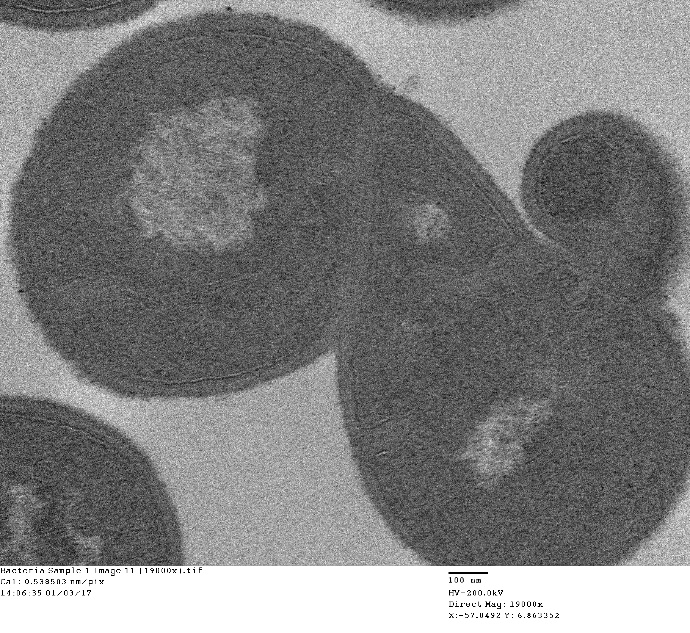 Bacteria Sample 1 Image 11 (19000x).tif
Cal: 0.538503 nm/pix
14:06:35 01/03/17
100 nm
HV=200.0kV
Direct Mag: 19000x
X:-57.0492 Y: 6.863352